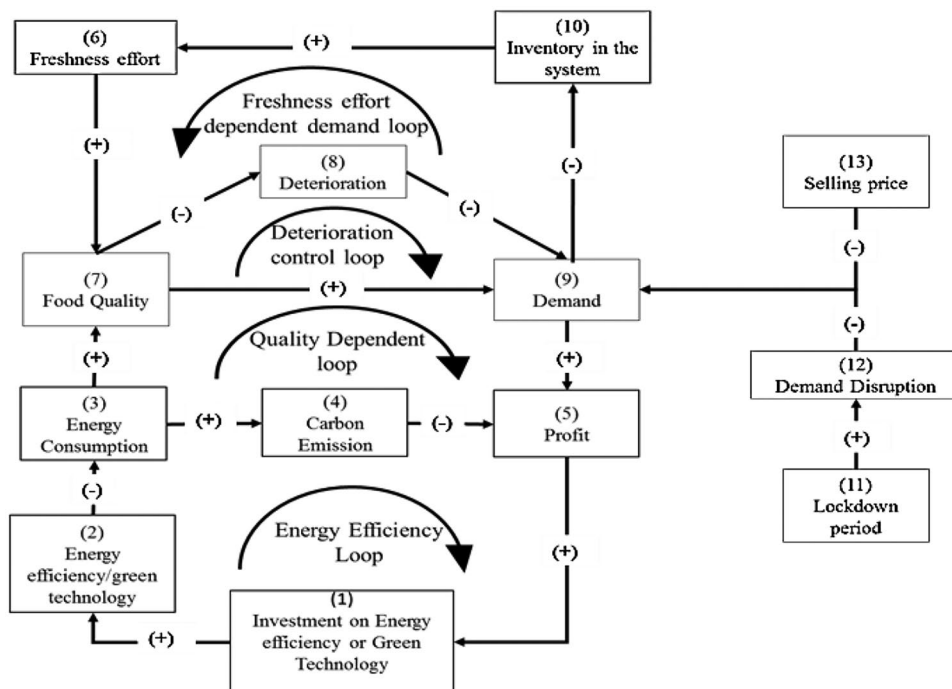 (6)
Freshness effort
(+)
(10)
Inventory in the
system
(+)
Freshness effort
dependent demand loop
(8)
Deterioration
(-)
(-)
(-)
(13)
Selling price
(-)
Deterioration
control loop
(7)
Food Quality
(+)
(9)
Demand
(-)
(+)
Quality Dependent
loop
(+)
(12)
Demand Disruption
(3)
Energy
Consumption
(+)
(4)
Carbon
Emission
(-)
(5)
Profit
(+)
(-)
(11)
Lockdown
period
(2)
Energy
efficiency/green
technology
Energy Efficiency
Loop
(+)
(1)
Investment on Energy
efficiency or Green
Technology
(+)